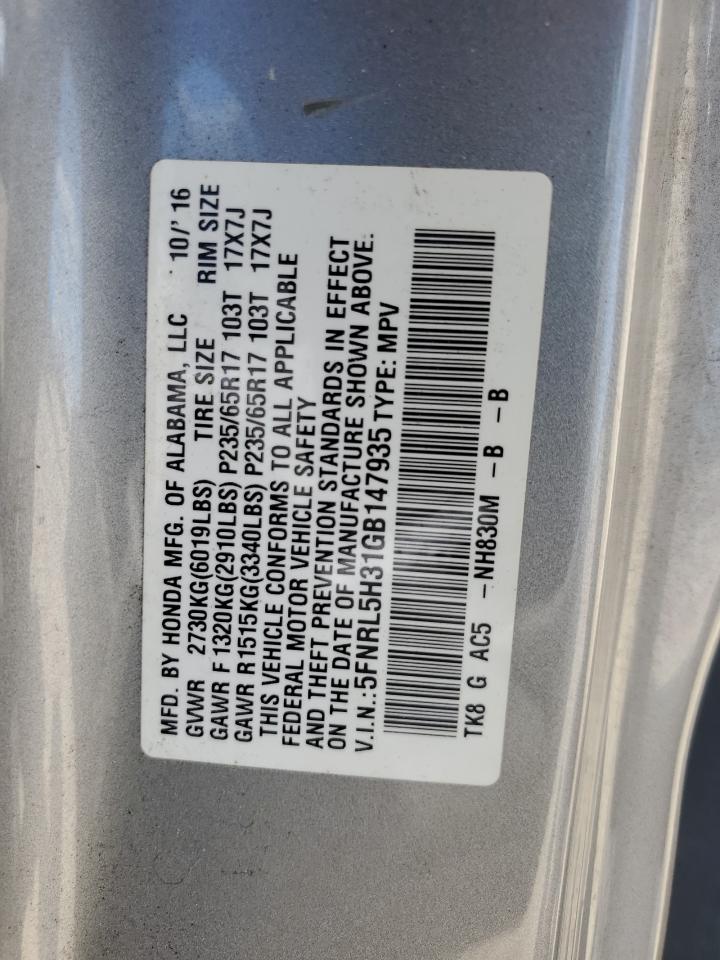 MFD. BY HONDA MFG. OF ALABAMA, LLC 10/'16
GVWR 2730KG(6019LBS) TIRE SIZE RIM SIZE
GAWR F 1320KG(2910LBS) P235/65R17 103T 17X7J
GAWR R 1515KG(3340LBS) P235/65R17 103T 17X7J
THIS VEHICLE CONFORMS TO ALL APPLICABLE
FEDERAL MOTOR VEHICLE SAFETY
AND THEFT PREVENTION STANDARDS IN EFFECT
ON THE DATE OF MANUFACTURE SHOWN ABOVE.
V.I.N.:5FNRL5H31GB147935 TYPE: MPV
TK8 G AC5 -NH830M -B -B